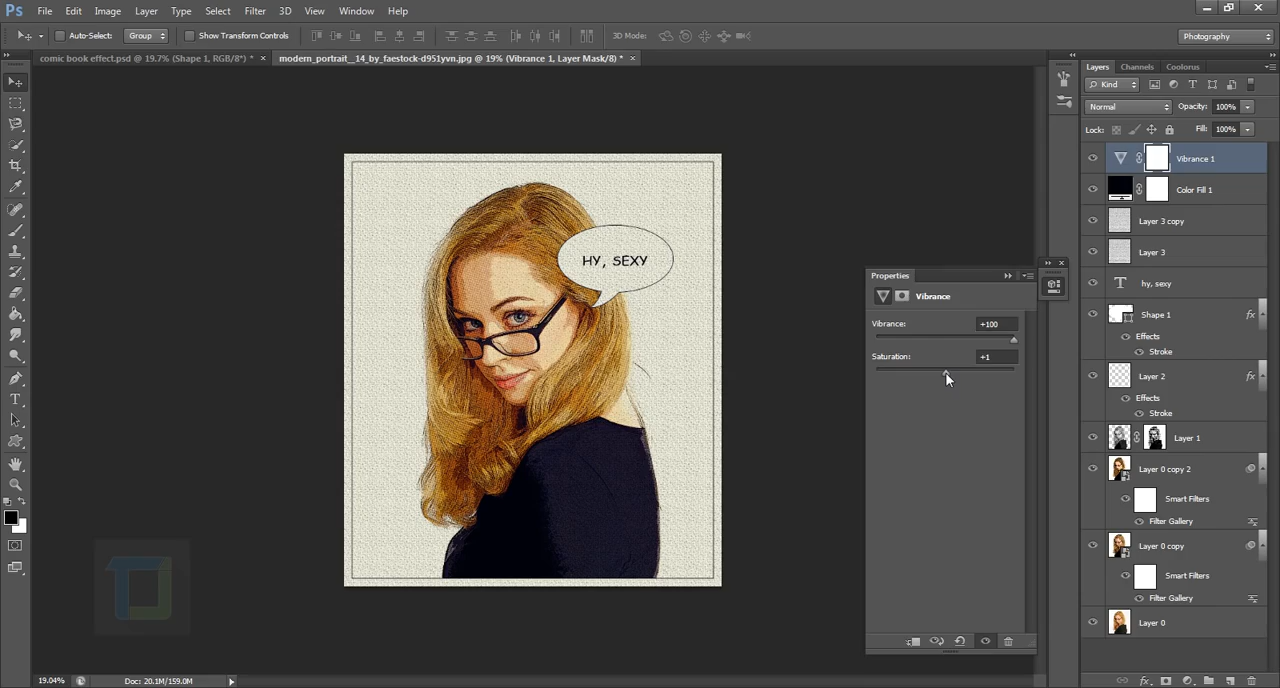 Ps File Edit Image Layer Type Select Filter 3D View Window Help
Auto-Select: Group Show Transform Controls 3D Mode: Photography
comic book effect.psd @ 19.7% (Shape 1, RGB/8*) * × modern_portrait__14_by_faestock-d951yvn.jpg @ 19% (Vibrance 1, Layer Mask/8) * ×
Layers Channels Colorus
Kind
Normal Opacity: 100%
Lock: Fill: 100%
Vibrance 1
Color Fill 1
Layer 3 copy
Layer 3
hy, sexy
Shape 1 fx
Effects
Stroke
Layer 2 fx
Effects
Stroke
Layer 1
Layer 0 copy 2
Smart Filters
Filter Gallery
Layer 0 copy
Smart Filters
Filter Gallery
Layer 0
HY, SEXY
Properties
Vibrance
Vibrance: +100
Saturation: +1
19.04% Doc: 20.1M/159.0M
fx